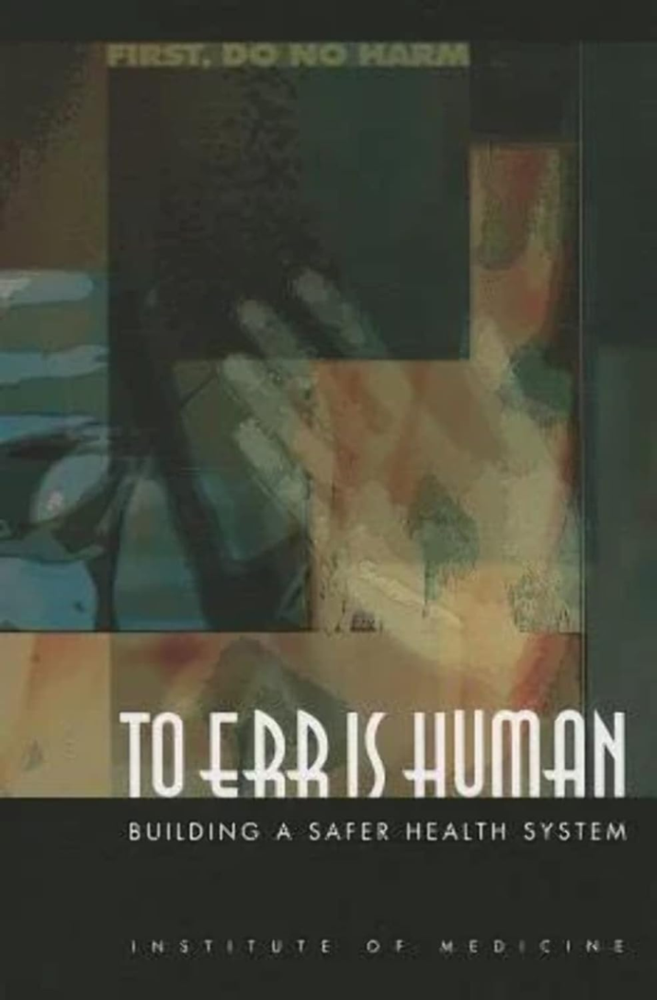 FIRST, DO NO HARM
TO ERR IS HUMAN
BUILDING A SAFER HEALTH SYSTEM
INSTITUTE OF MEDICINE